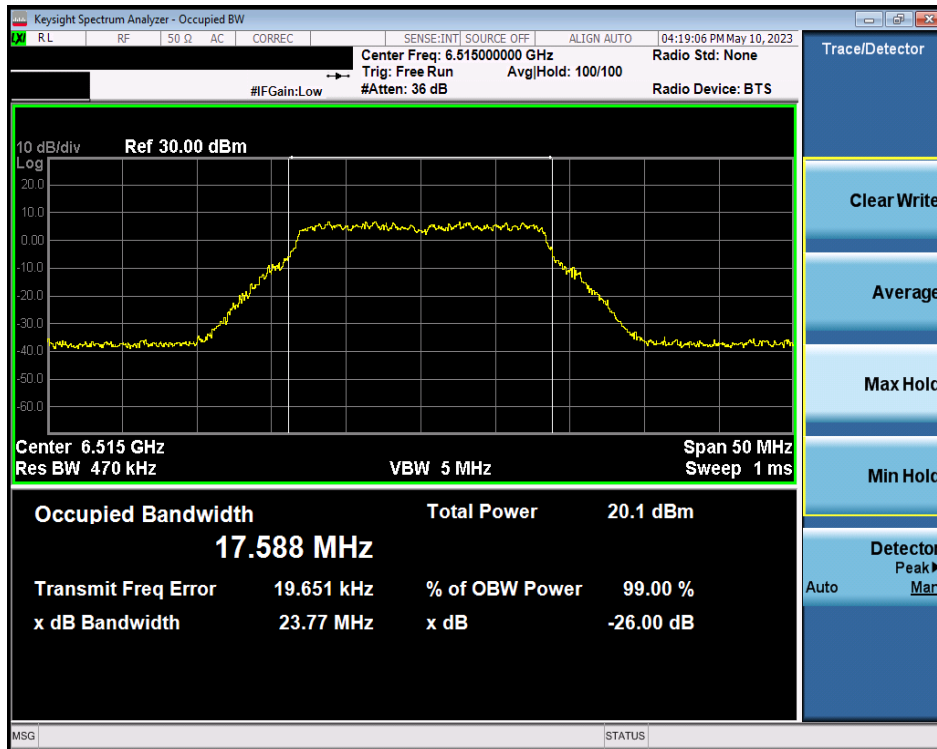 Keysight Spectrum Analyzer - Occupied BW
LXI RL RF 50 Ω AC CORREC SENSE:INT SOURCE OFF ALIGN AUTO 04:19:06 PM May 10, 2023
Center Freq: 6.515000000 GHz Radio Std: None
Trig: Free Run Avg|Hold: 100/100
#IFGain:Low #Atten: 36 dB Radio Device: BTS
Trace/Detector
10 dB/div Ref 30.00 dBm
Log
20.0
10.0
0.00
-10.0
-20.0
-30.0
-40.0
-50.0
-60.0
Center 6.515 GHz Span 50 MHz
Res BW 470 kHz VBW 5 MHz Sweep 1 ms
Occupied Bandwidth Total Power 20.1 dBm
17.588 MHz
Transmit Freq Error 19.651 kHz % of OBW Power 99.00 %
x dB Bandwidth 23.77 MHz x dB -26.00 dB
Clear Write
Average
Max Hold
Min Hold
Detector
Peak▶
Auto Man
MSG STATUS